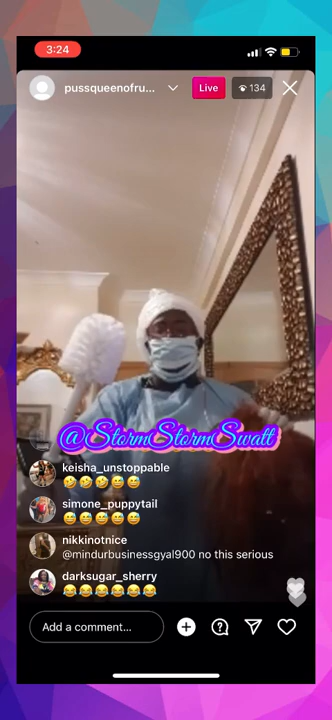 3:24
pussqueenofru... Live 134
@StormStormSwatt
keisha_unstoppable
🤣🤣🤣😅😅
simone_puppytail
😅😅😅😅😅
nikkinotnice
@mindurbusinessgyal900 no this serious
darksugar_sherry
😂😂😂😂😂😂
Add a comment...